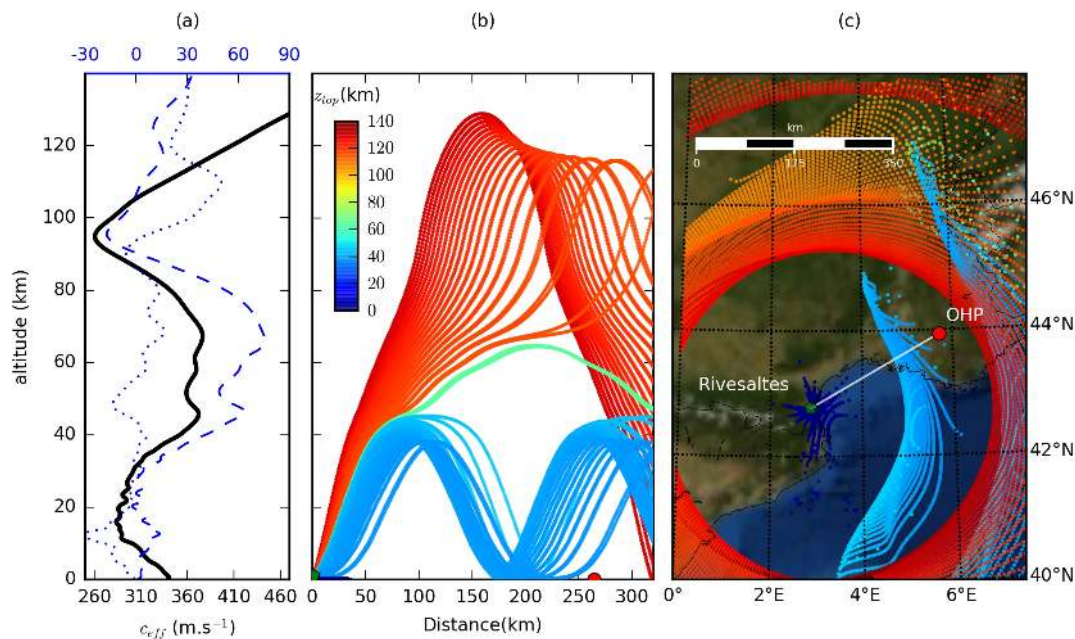 (a)
(b)
(c)
-30 0 30 60 90
altitude (km)
120
100
80
60
40
20
0
260 310 360 410 460
c_eff (m.s⁻¹)
z_top(km)
140
120
100
80
60
40
20
0
0 50 100 150 200 250 300
Distance(km)
km
0 175 350
OHP
Rivesaltes
46°N
44°N
42°N
40°N
0° 2°E 4°E 6°E